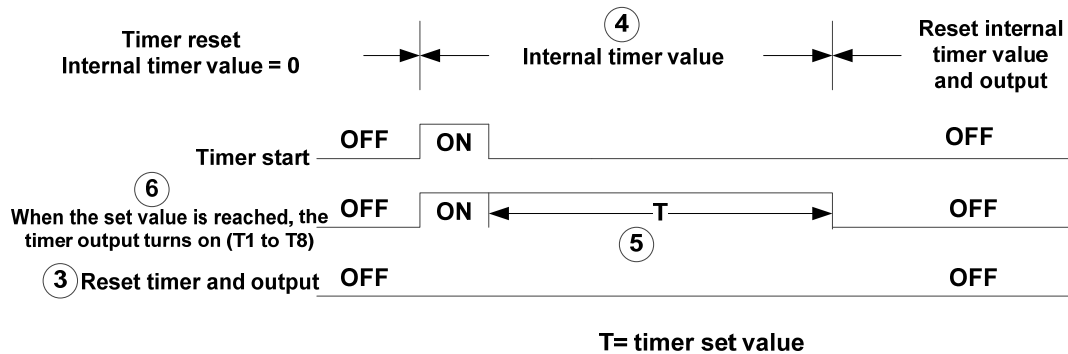 Timer reset
Internal timer value = 0
4
Internal timer value
Reset internal
timer value
and output
Timer start
OFF
ON
OFF
6
When the set value is reached, the
timer output turns on (T1 to T8)
OFF
ON
T
5
OFF
3 Reset timer and output
OFF
OFF
T= timer set value